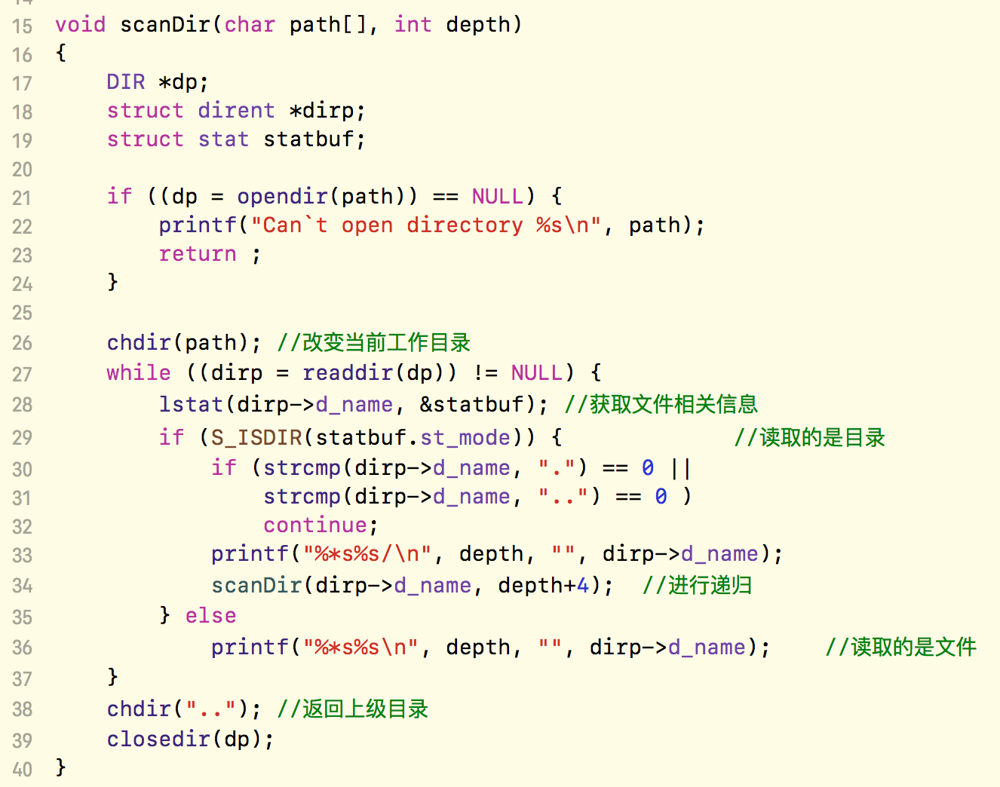 15 void scanDir(char path[], int depth)
16 {
17     DIR *dp;
18     struct dirent *dirp;
19     struct stat statbuf;
20
21     if ((dp = opendir(path)) == NULL) {
22         printf("Can`t open directory %s\n", path);
23         return ;
24     }
25
26     chdir(path); //改变当前工作目录
27     while ((dirp = readdir(dp)) != NULL) {
28         lstat(dirp->d_name, &statbuf); //获取文件相关信息
29         if (S_ISDIR(statbuf.st_mode)) {             //读取的是目录
30             if (strcmp(dirp->d_name, ".") == 0 ||
31                 strcmp(dirp->d_name, "..") == 0 )
32                 continue;
33             printf("%*s%s/\n", depth, "", dirp->d_name);
34             scanDir(dirp->d_name, depth+4);  //进行递归
35         } else
36             printf("%*s%s\n", depth, "", dirp->d_name);    //读取的是文件
37     }
38     chdir(".."); //返回上级目录
39     closedir(dp);
40 }